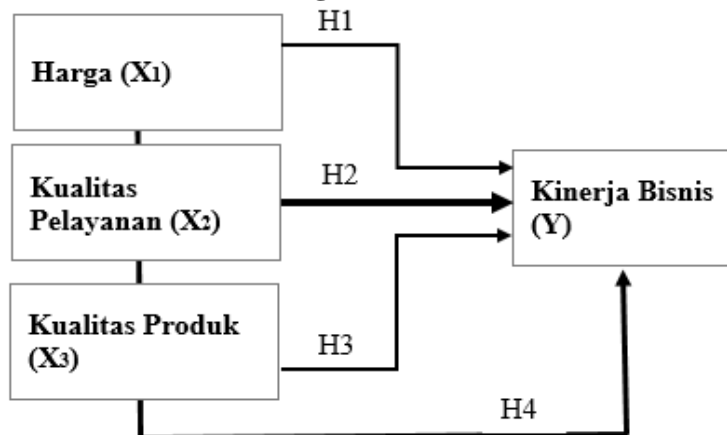 H1
Harga (X1)
H2
Kualitas
Pelayanan (X2)
Kinerja Bisnis
(Y)
Kualitas Produk
(X3)
H3
H4